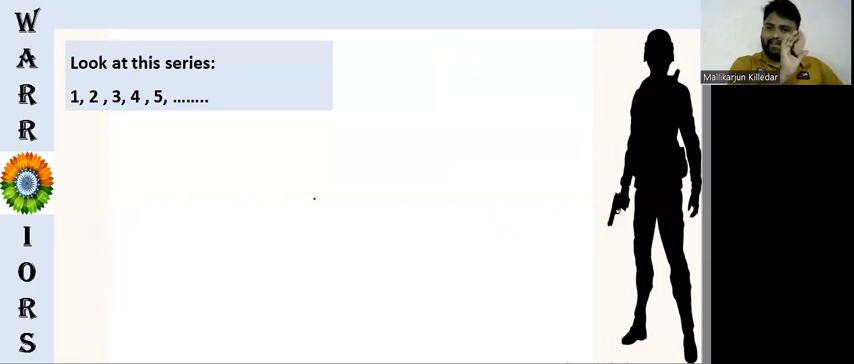 W
A
R
R
I
O
R
S
Look at this series:
1, 2 , 3, 4 , 5, ……..
Mallikarjun Killedar